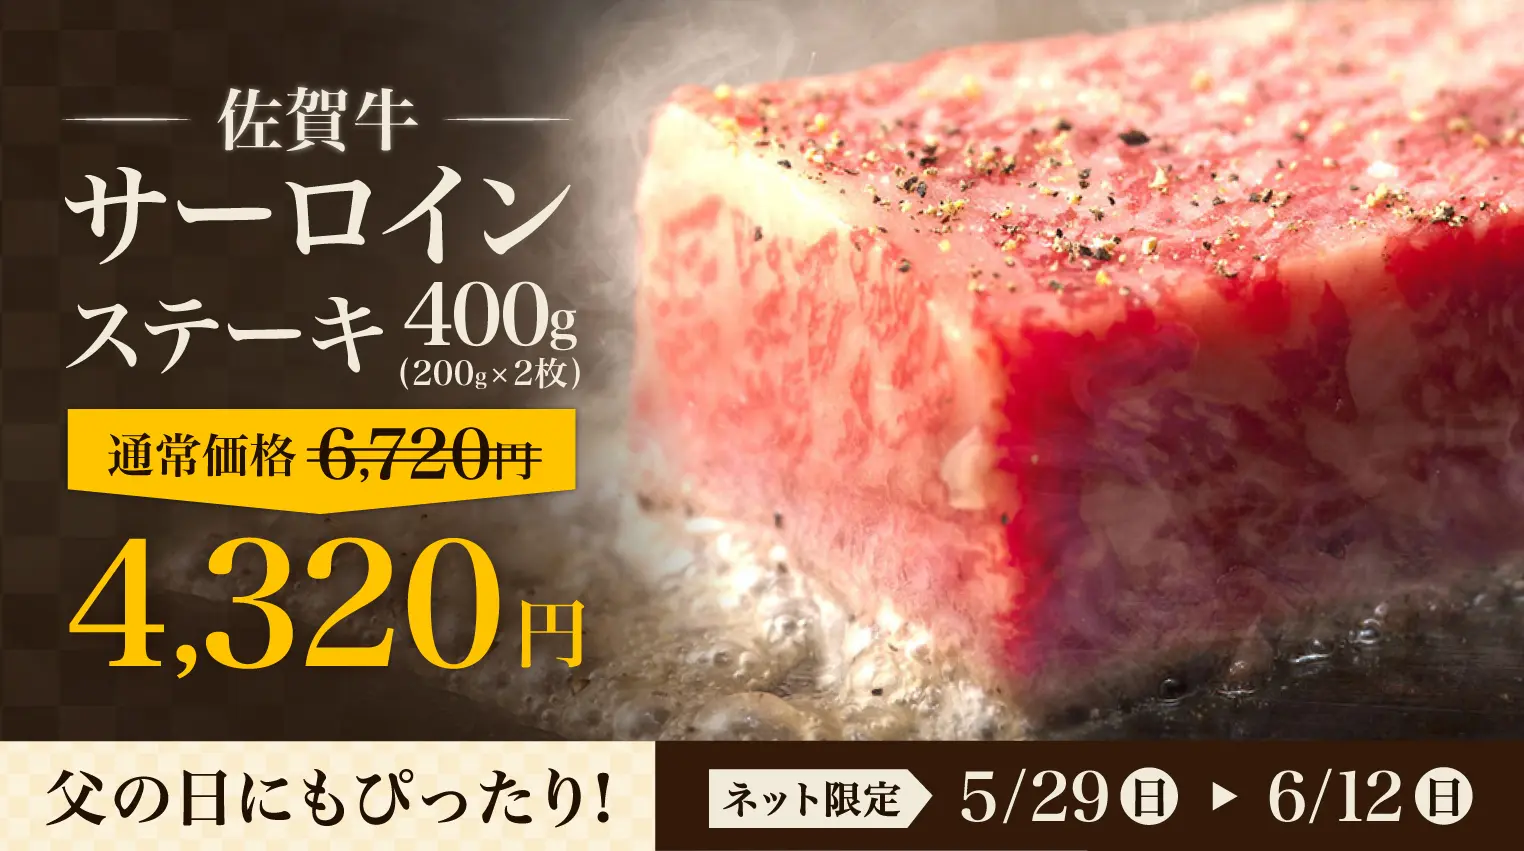 佐賀牛
サーロイン
ステーキ 400g
(200g×2枚)
通常価格 6,720円
4,320円
父の日にもぴったり!
ネット限定 5/29日 ▶ 6/12日